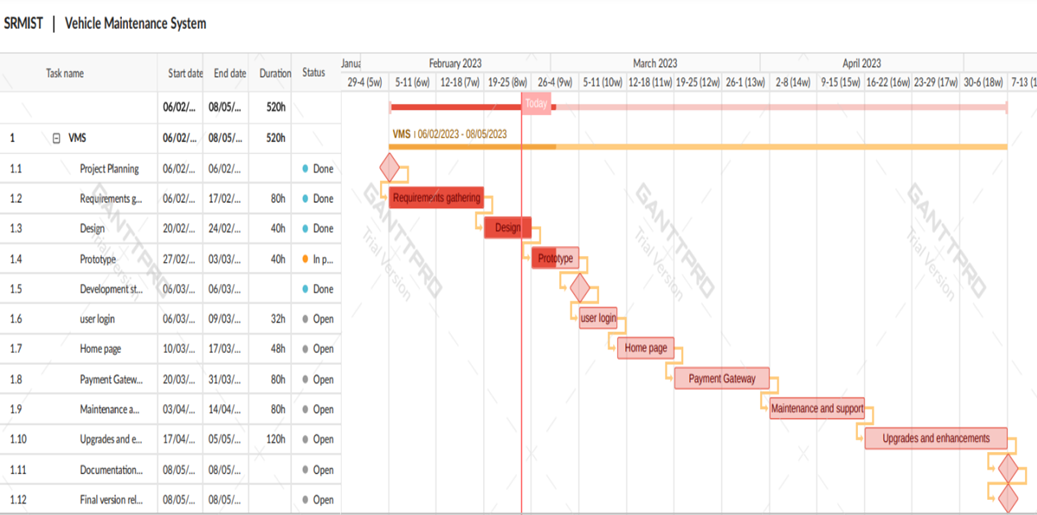 SRMIST | Vehicle Maintenance System
Task name Start date End date Duration Status
Janua February 2023 March 2023 April 2023
29-4 (5w) 5-11 (6w) 12-18 (7w) 19-25 (8w) 26-4 (9w) 5-11 (10w) 12-18 (11w) 19-25 (12w) 26-1 (13w) 2-8 (14w) 9-15 (15w) 16-22 (16w) 23-29 (17w) 30-6 (18w) 7-13 (1
06/02/... 08/05/... 520h Today
1 VMS 06/02/... 08/05/... 520h VMS : 06/02/2023 - 08/05/2023
1.1 Project Planning 06/02/... 06/02/... Done
1.2 Requirements g... 06/02/... 17/02/... 80h Done Requirements gathering
1.3 Design 20/02/... 24/02/... 40h Done Design
1.4 Prototype 27/02/... 03/03/... 40h In p... Prototype
1.5 Development st... 06/03/... 06/03/... Done
1.6 user login 06/03/... 09/03/... 32h Open user login
1.7 Home page 10/03/... 17/03/... 48h Open Home page
1.8 Payment Gatew... 20/03/... 31/03/... 80h Open Payment Gateway
1.9 Maintenance a... 03/04/... 14/04/... 80h Open Maintenance and support
1.10 Upgrades and e... 17/04/... 05/05/... 120h Open Upgrades and enhancements
1.11 Documentation... 08/05/... 08/05/... Open
1.12 Final version rel... 08/05/... 08/05/... Open
GANTTPRO
Trial Version
GANTTPRO
Trial Version
GANTTPRO
Trial Version
GANTTPRO
Trial Version